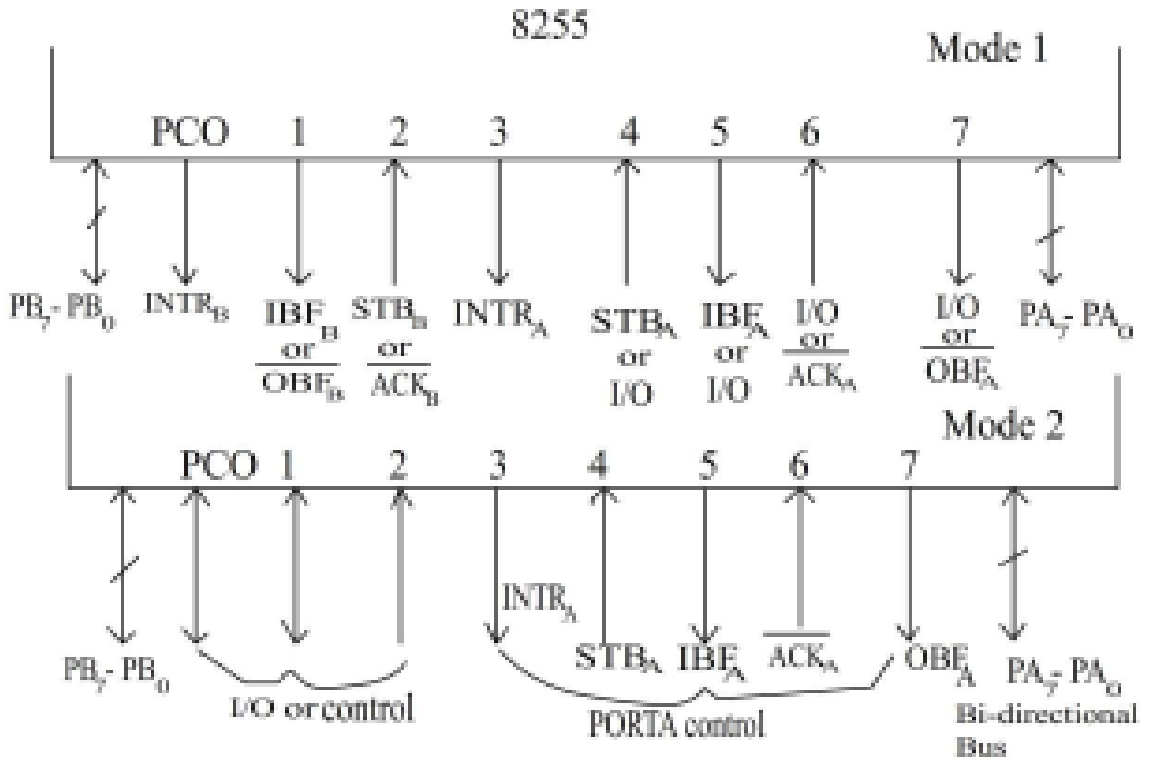 8255
Mode 1
PCO 1 2 3 4 5 6 7
PB7- PB0 INTRB IBFB or OBFB STBB or ACKB INTRA STBA or I/O IBFA or I/O I/O or ACKA I/O or OBFA PA7- PA0
Mode 2
PCO 1 2 3 4 5 6 7
INTRA
PB7- PB0 STBA IBFA ACKA OBFA PA7- PA0
I/O or control
PORTA control
Bi-directional
Bus